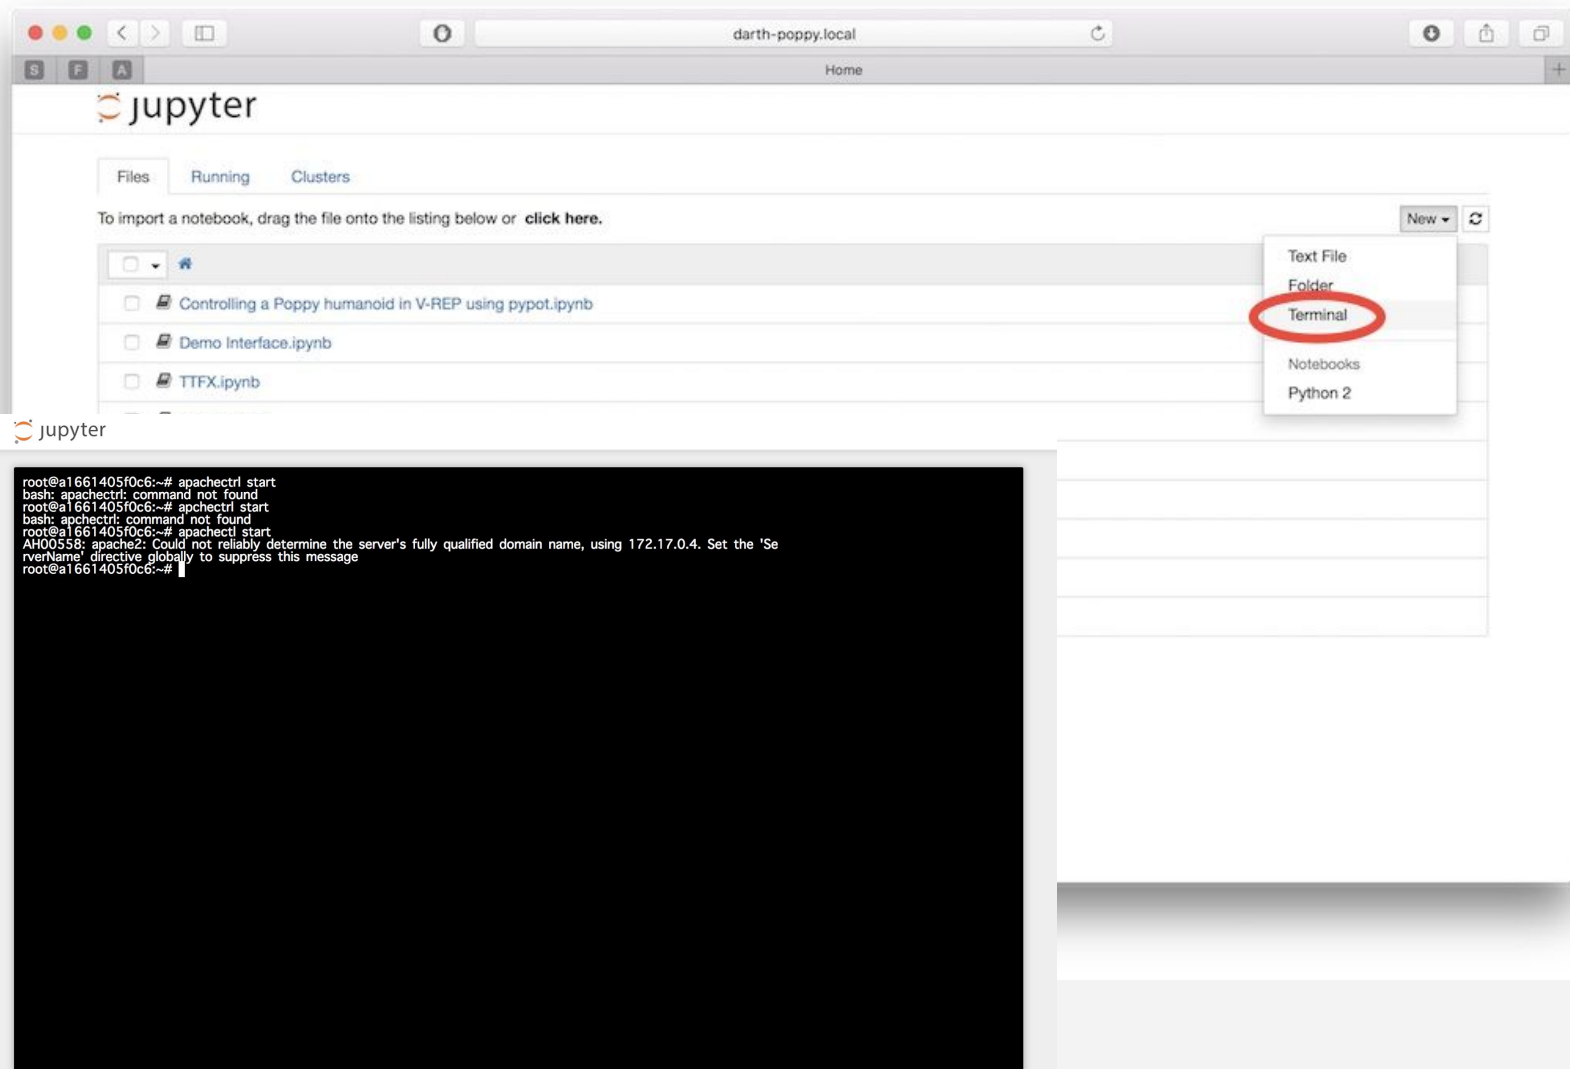 darth-poppy.local
S F A Home +
jupyter
Files Running Clusters
To import a notebook, drag the file onto the listing below or click here.
New
Text File
Folder
Terminal
Notebooks
Python 2
Controlling a Poppy humanoid in V-REP using pypot.ipynb
Demo Interface.ipynb
TTFX.ipynb
jupyter
root@a1661405f0c6:~# apachectrl start
bash: apachectrl: command not found
root@a1661405f0c6:~# apchectrl start
bash: apchectrl: command not found
root@a1661405f0c6:~# apachectl start
AH00558: apache2: Could not reliably determine the server's fully qualified domain name, using 172.17.0.4. Set the 'Se
rverName' directive globally to suppress this message
root@a1661405f0c6:~#